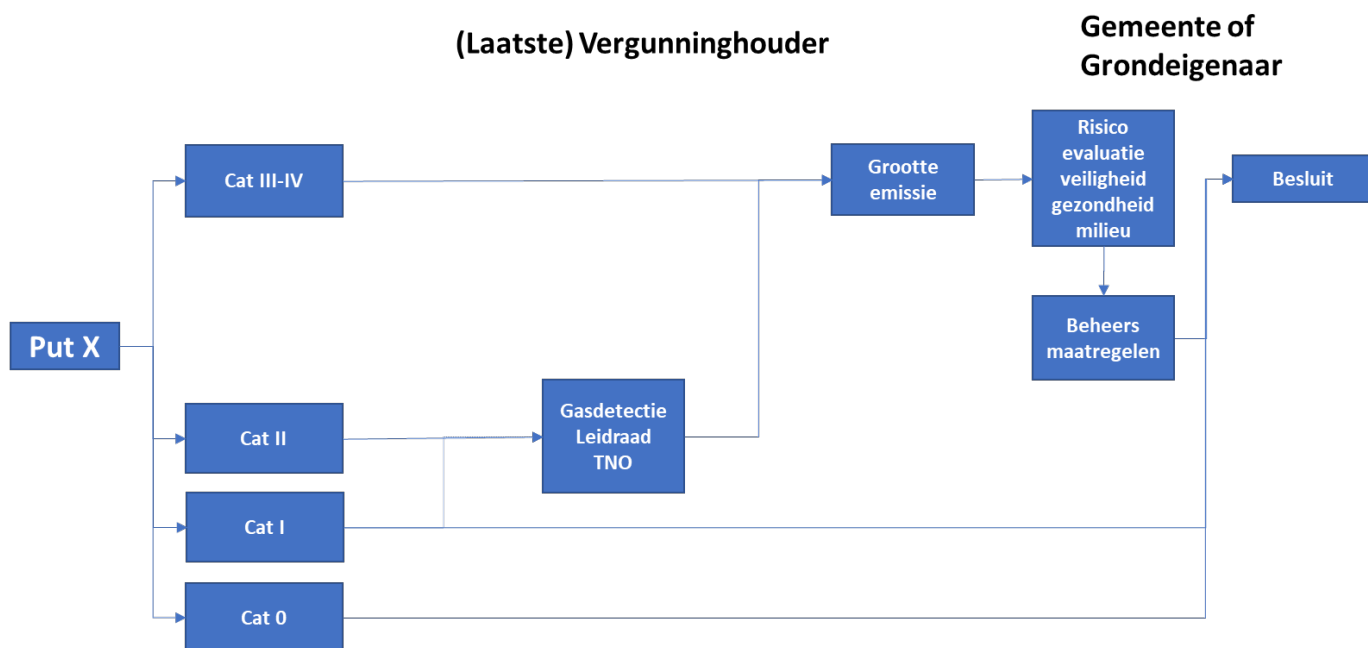 (Laatste) Vergunninghouder
Gemeente of
Grondeigenaar
Put X
Cat III-IV
Cat II
Cat I
Cat 0
Gasdetectie
Leidraad
TNO
Grootte
emissie
Risico
evaluatie
veiligheid
gezondheid
milieu
Beheers
maatregelen
Besluit